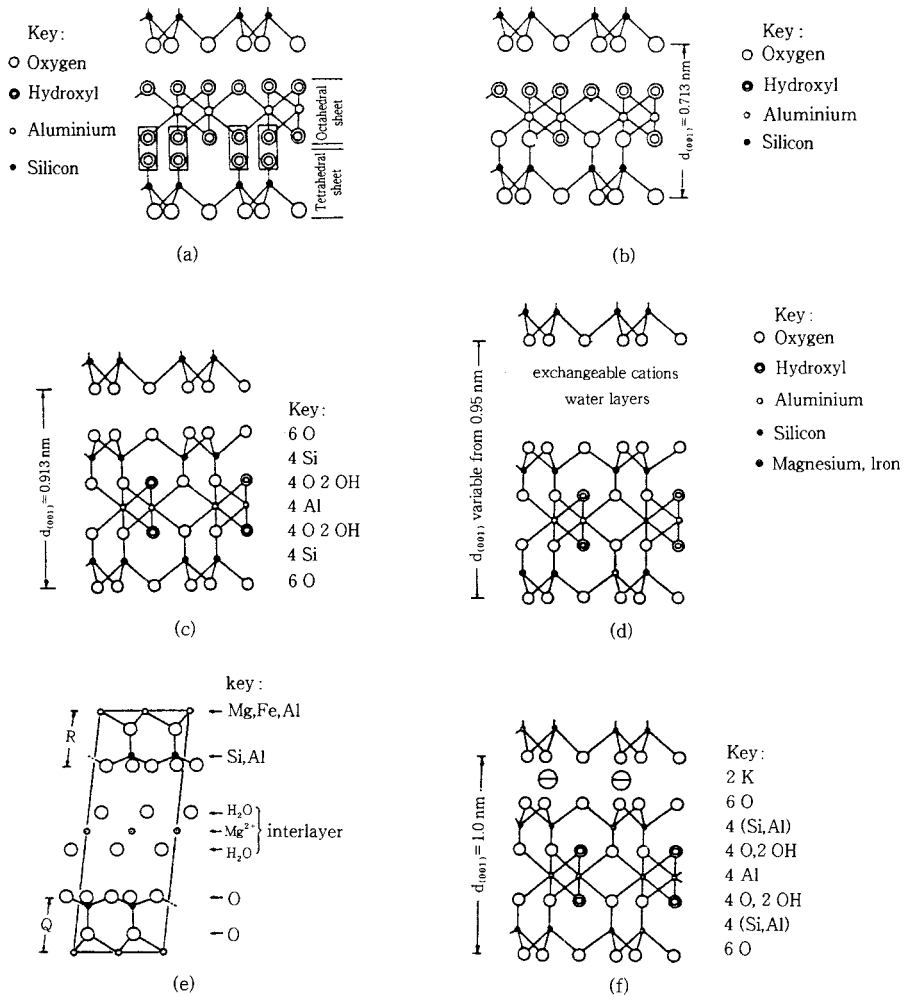 Key :
Oxygen
Hydroxyl
Aluminium
Silicon
Octahedral
sheet
Tetrahedral
sheet
(a)
d(001) = 0.713 nm
Key :
Oxygen
Hydroxyl
Aluminium
Silicon
(b)
d(001) = 0.913 nm
Key:
6 O
4 Si
4 O 2 OH
4 Al
4 O 2 OH
4 Si
6 O
(c)
d(001) variable from 0.95 nm
exchangeable cations
water layers
Key :
Oxygen
Hydroxyl
Aluminium
Silicon
Magnesium, Iron
(d)
key :
R
Mg,Fe,Al
Si,Al
H₂O
Mg²⁺
H₂O
interlayer
O
Q
O
(e)
d(001) = 1.0 nm
Key:
2 K
6 O
4 (Si,Al)
4 O,2 OH
4 Al
4 O, 2 OH
4 (Si,Al)
6 O
(f)